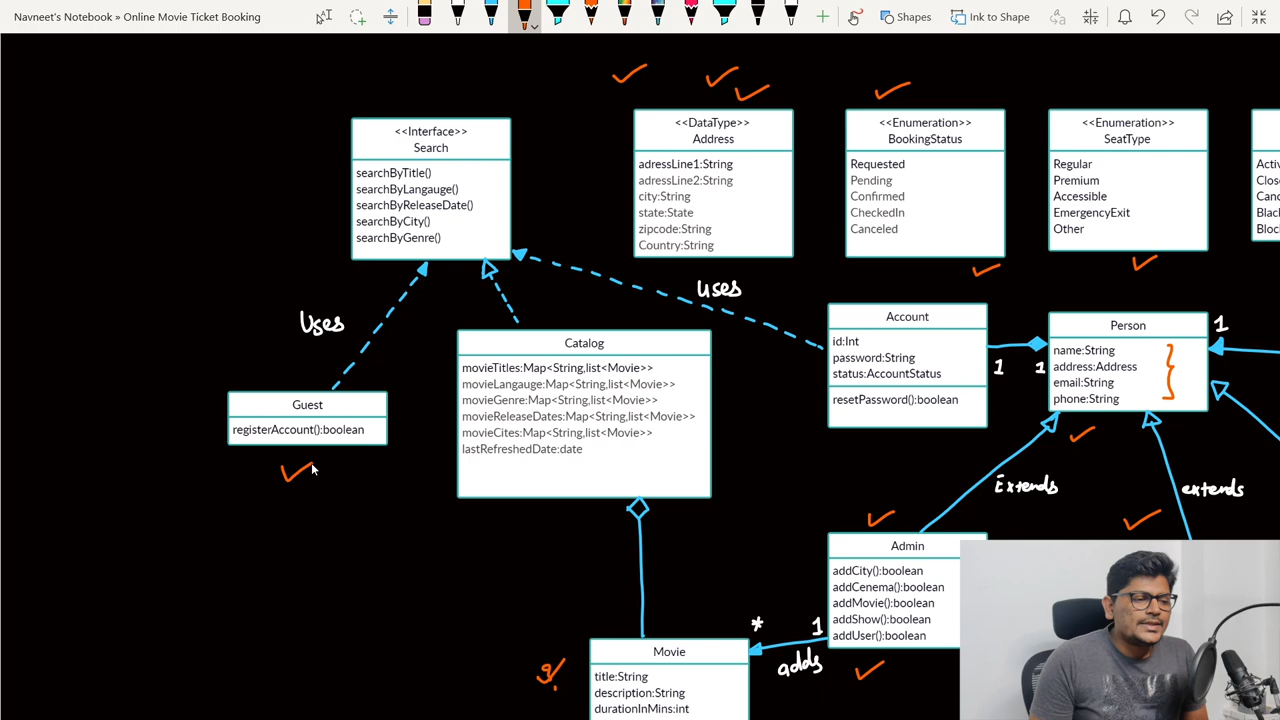 Navneet's Notebook » Online Movie Ticket Booking
Shapes
Ink to Shape
<<Interface>>
Search
searchByTitle()
searchByLangauge()
searchByReleaseDate()
searchByCity()
searchByGenre()
<<DataType>>
Address
adressLine1:String
adressLine2:String
city:String
state:State
zipcode:String
Country:String
<<Enumeration>>
BookingStatus
Requested
Pending
Confirmed
CheckedIn
Canceled
<<Enumeration>>
SeatType
Regular
Premium
Accessible
EmergencyExit
Other
Uses
uses
Account
id:Int
password:String
status:AccountStatus
resetPassword():boolean
1
1
Person
name:String
address:Address
email:String
phone:String
1
Catalog
movieTitles:Map<String,list<Movie>>
movieLangauge:Map<String,list<Movie>>
movieGenre:Map<String,list<Movie>>
movieReleaseDates:Map<String,list<Movie>>
movieCites:Map<String,list<Movie>>
lastRefreshedDate:date
Guest
registerAccount():boolean
Extends
extends
Admin
addCity():boolean
addCenema():boolean
addMovie():boolean
addShow():boolean
addUser():boolean
*
1
adds
Movie
title:String
description:String
durationInMins:int